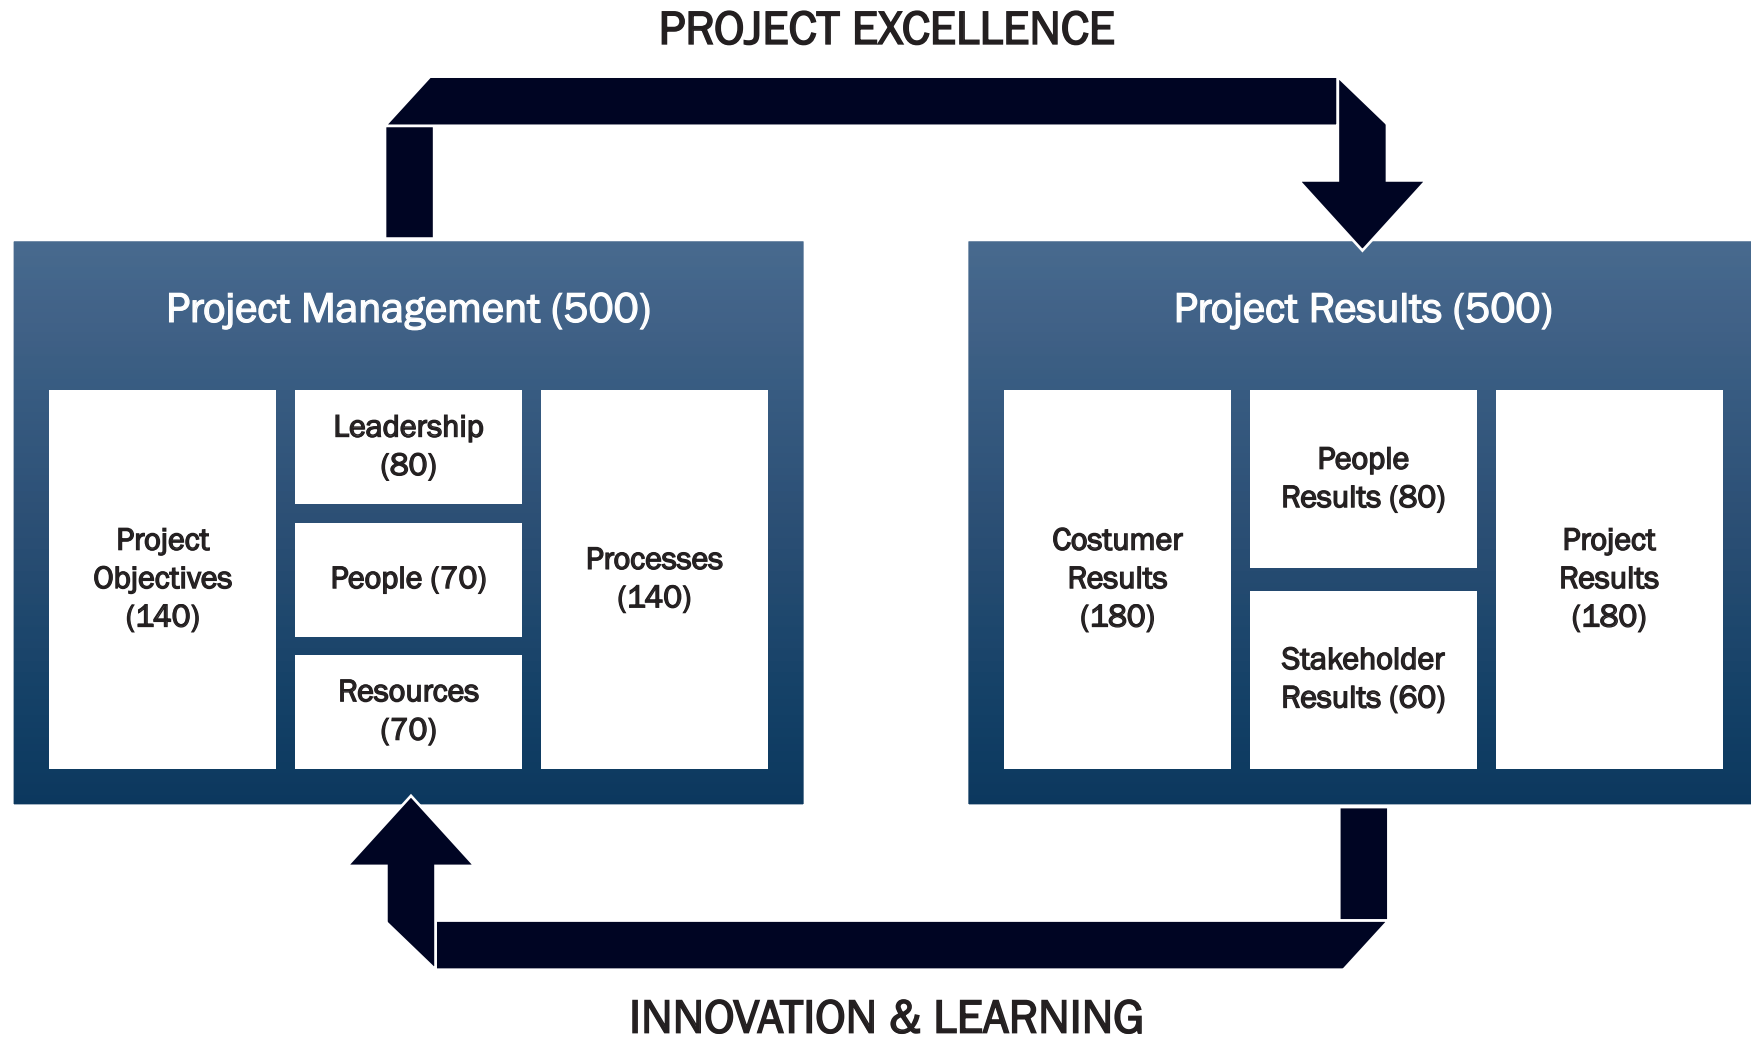 PROJECT EXCELLENCE
Project Management (500)
Project
Objectives
(140)
Leadership
(80)
People (70)
Resources
(70)
Processes
(140)
Project Results (500)
Costumer
Results
(180)
People
Results (80)
Stakeholder
Results (60)
Project
Results
(180)
INNOVATION & LEARNING